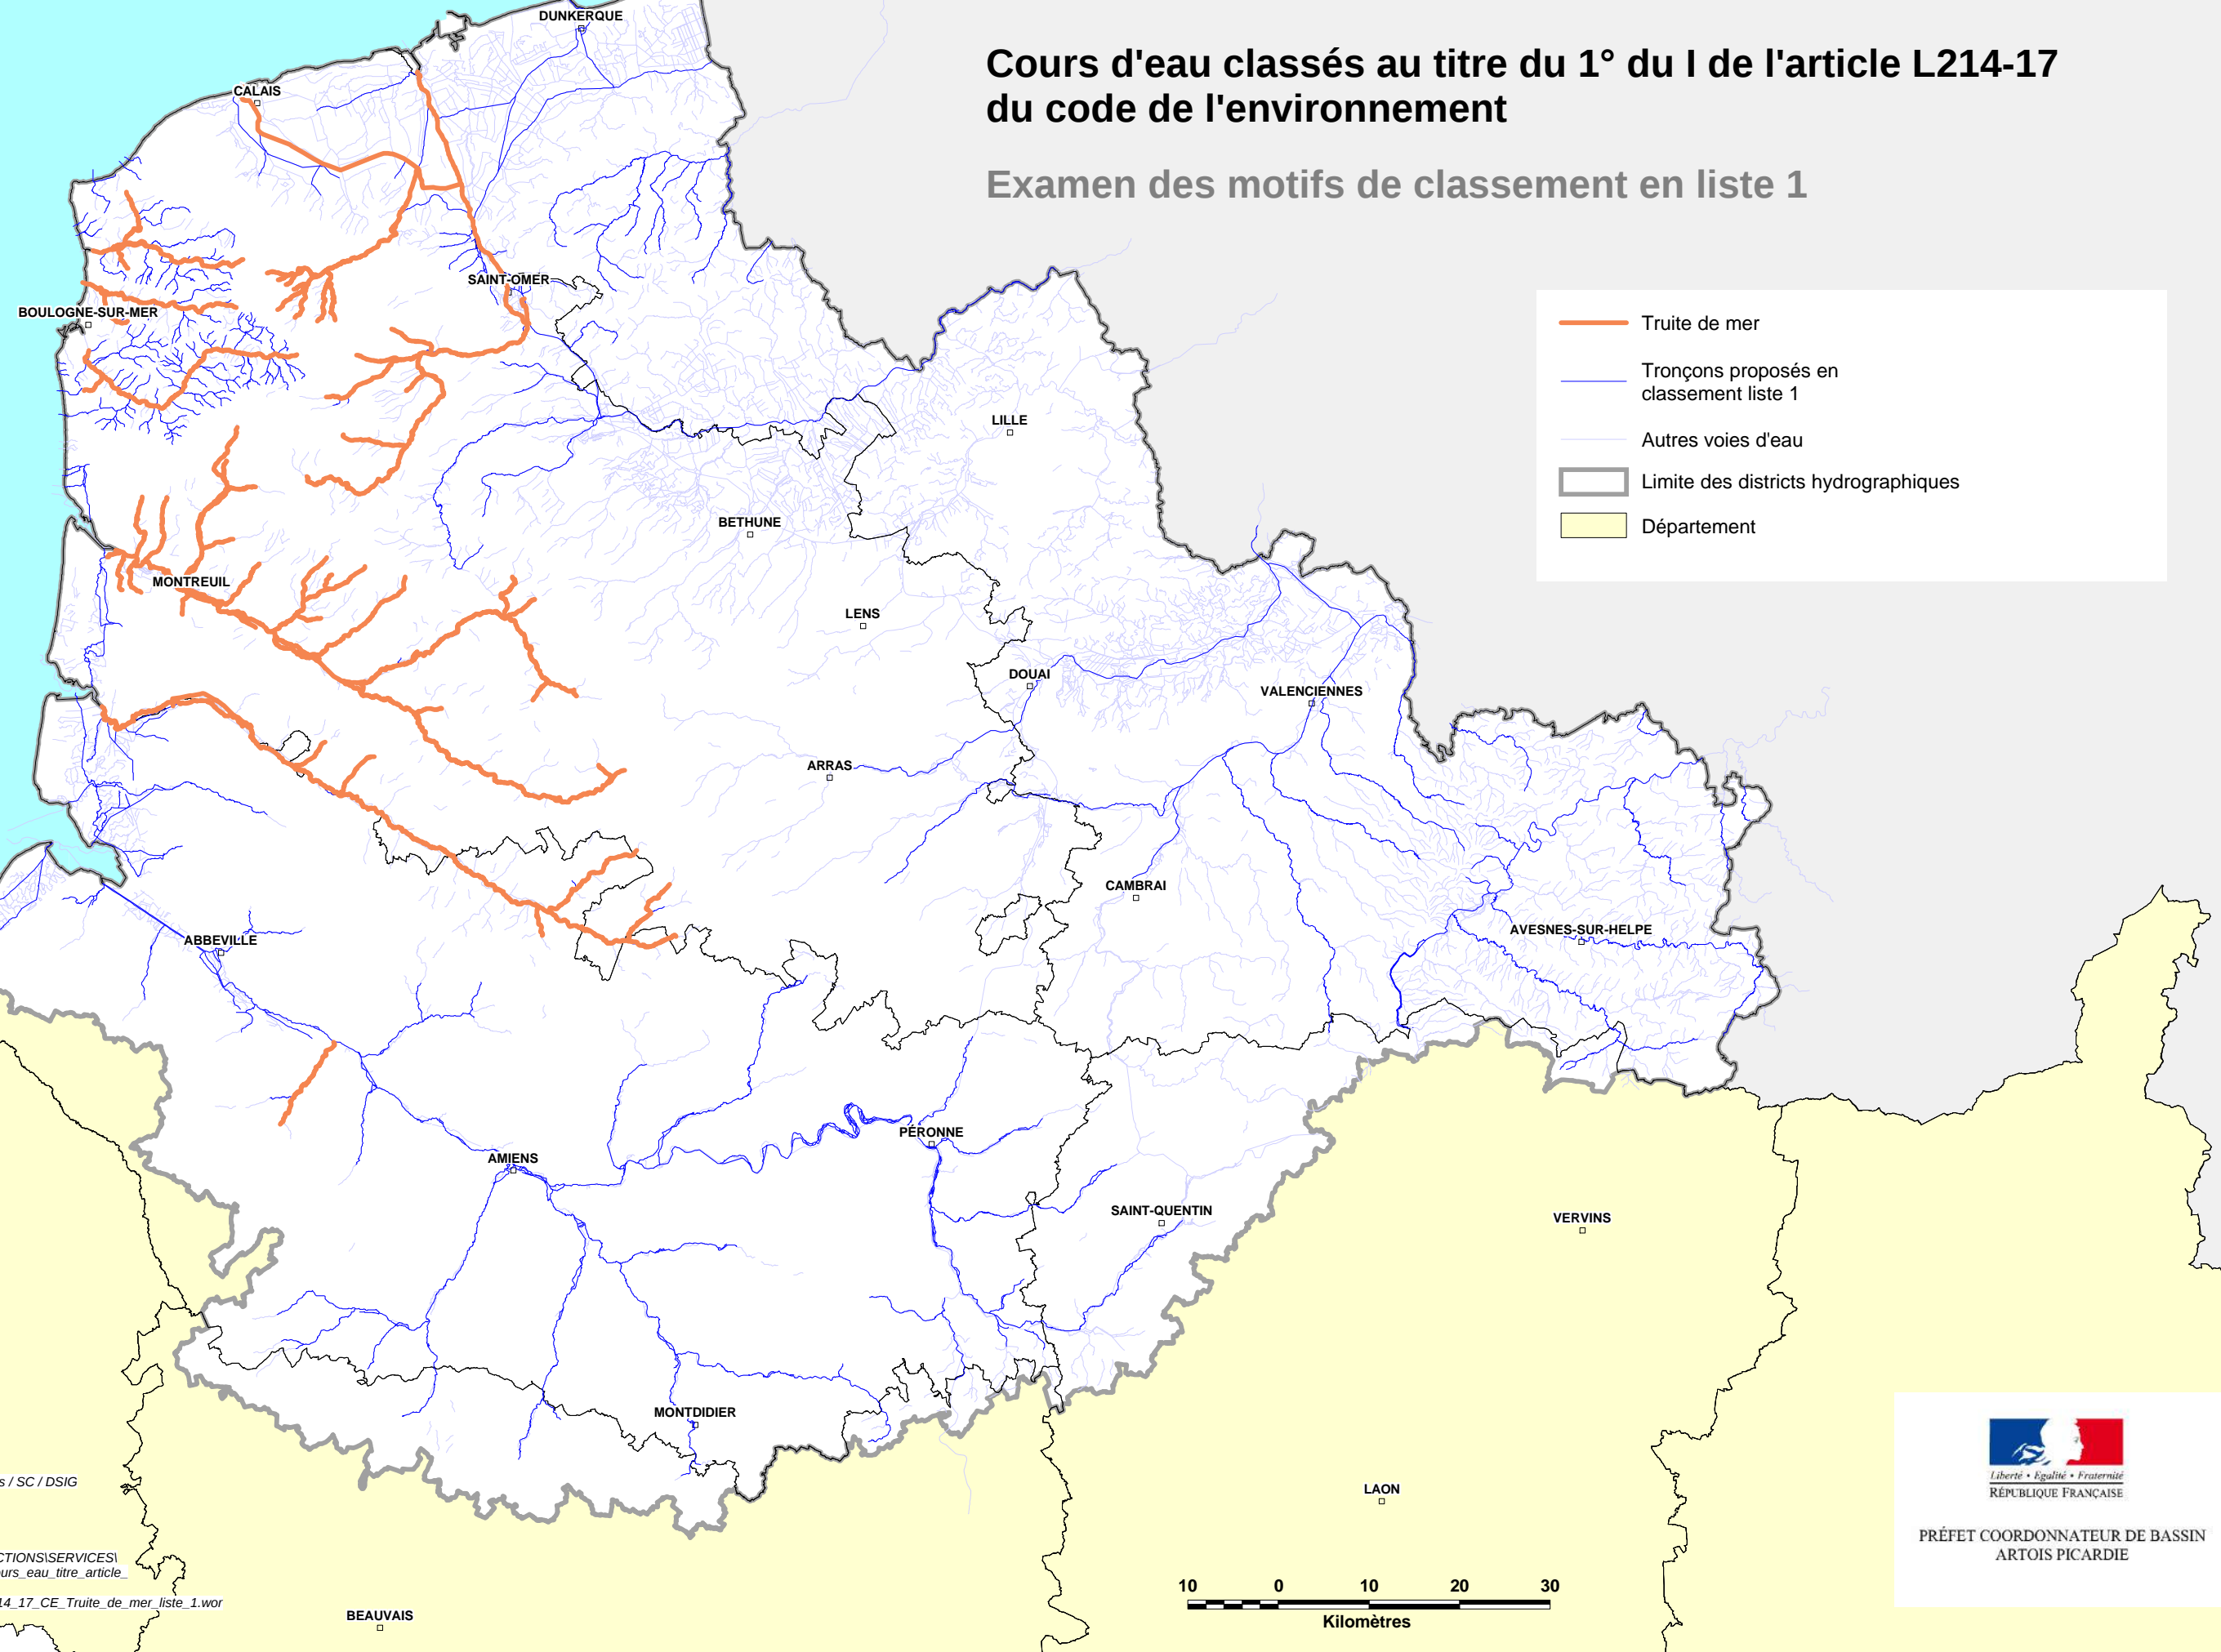 Cours d'eau classés au titre du 1° du I de l'article L214-17
du code de l'environnement
Examen des motifs de classement en liste 1
Truite de mer
Tronçons proposés en
classement liste 1
Autres voies d'eau
Limite des districts hydrographiques
Département
DUNKERQUE
CALAIS
SAINT-OMER
BOULOGNE-SUR-MER
LILLE
BETHUNE
MONTREUIL
LENS
DOUAI
VALENCIENNES
ARRAS
CAMBRAI
AVESNES-SUR-HELPE
ABBEVILLE
PÉRONNE
AMIENS
SAINT-QUENTIN
VERVINS
MONTDIDIER
LAON
BEAUVAIS
s / SC / DSIG
CTIONS\SERVICES\
urs_eau_titre_article_
14_17_CE_Truite_de_mer_liste_1.wor
10 0 10 20 30
Kilomètres
Liberté • Egalité • Fraternité
RÉPUBLIQUE FRANÇAISE
PRÉFET COORDONNATEUR DE BASSIN
ARTOIS PICARDIE